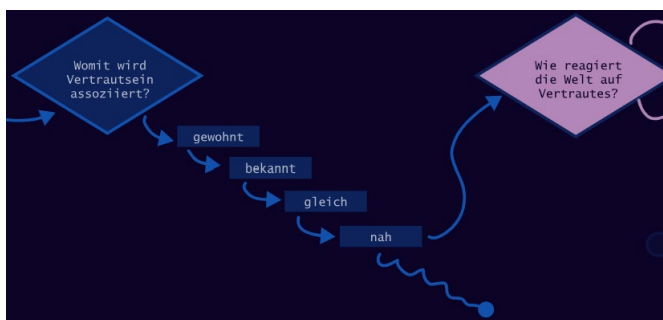 Womit wird
Vertrautsein
assoziiert?
gewohnt
bekannt
gleich
nah
Wie reagiert
die Welt auf
Vertrautes?